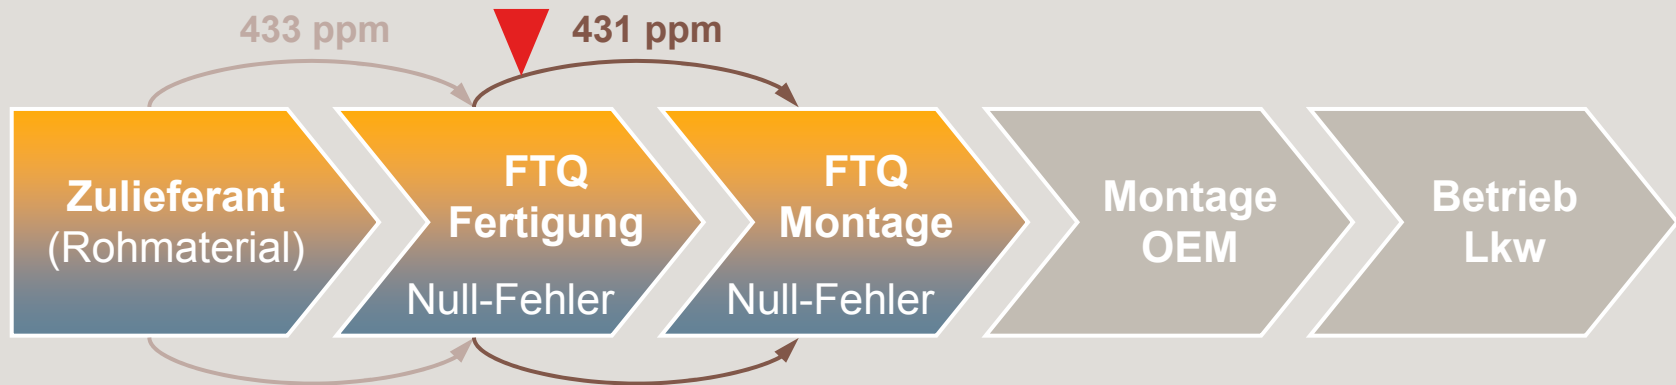 433 ppm
431 ppm
Zulieferant
(Rohmaterial)
FTQ
Fertigung
Null-Fehler
FTQ
Montage
Null-Fehler
Montage
OEM
Betrieb
Lkw